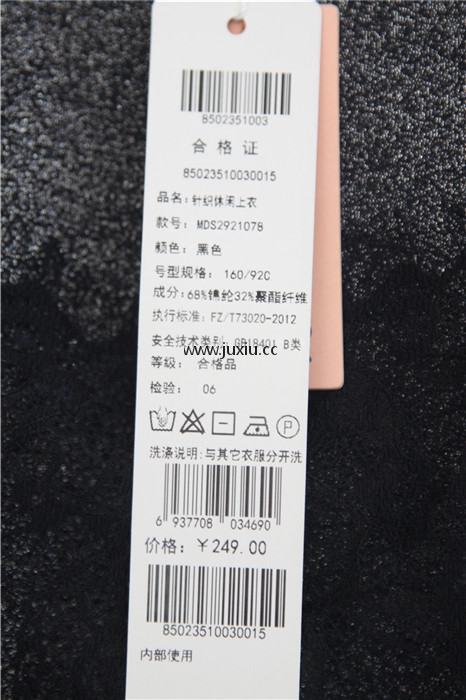 8502351003
合格证
85023510030015
品名：针织休闲上衣
款号： MDS2921078
颜色：黑色
号型规格： 160/92C
成分：68%锦纶32%聚酯纤维
执行标准：FZ/T73020-2012
安全技术类别：GB18401 B类
www.juxiu.cc
等级： 合格品
检验： 06
P
洗涤说明：与其它衣服分开洗
6 937708 034690
价格：￥249.00
85023510030015
内部使用